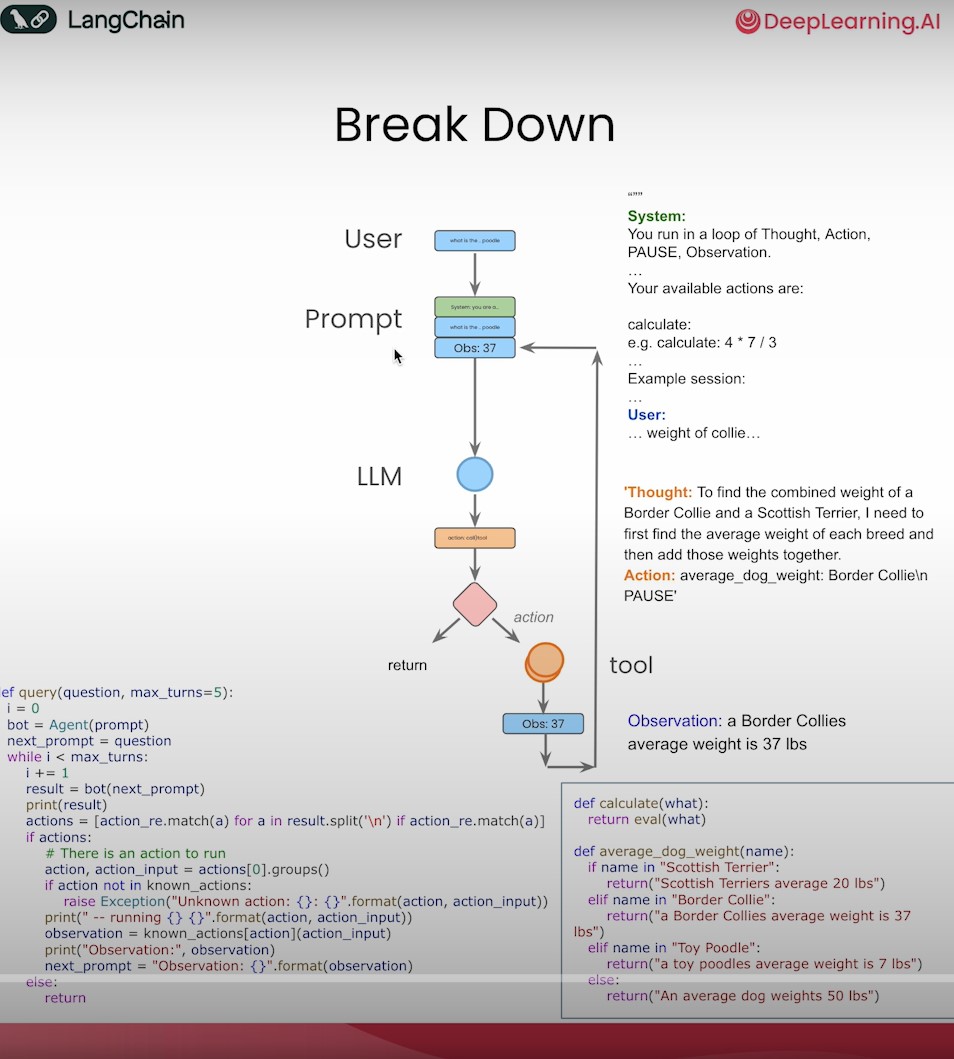 LangChain
DeepLearning.AI
Break Down
User
what is the .. poodle
Prompt
System: you are a..
what is the .. poodle
Obs: 37
LLM
action: call tool
action
return
tool
Obs: 37
“””
System:
You run in a loop of Thought, Action,
PAUSE, Observation.
…
Your available actions are:
calculate:
e.g. calculate: 4 * 7 / 3
…
Example session:
…
User:
… weight of collie…
'Thought: To find the combined weight of a
Border Collie and a Scottish Terrier, I need to
first find the average weight of each breed and
then add those weights together.
Action: average_dog_weight: Border Collie\n
PAUSE'
Observation: a Border Collies
average weight is 37 lbs
ef query(question, max_turns=5):
i = 0
bot = Agent(prompt)
next_prompt = question
while i < max_turns:
i += 1
result = bot(next_prompt)
print(result)
actions = [action_re.match(a) for a in result.split('\n') if action_re.match(a)]
if actions:
# There is an action to run
action, action_input = actions[0].groups()
if action not in known_actions:
raise Exception("Unknown action: {}: {}".format(action, action_input))
print(" -- running {} {}".format(action, action_input))
observation = known_actions[action](action_input)
print("Observation:", observation)
next_prompt = "Observation: {}".format(observation)
else:
return
def calculate(what):
return eval(what)
def average_dog_weight(name):
if name in "Scottish Terrier":
return("Scottish Terriers average 20 lbs")
elif name in "Border Collie":
return("a Border Collies average weight is 37
lbs")
elif name in "Toy Poodle":
return("a toy poodles average weight is 7 lbs")
else:
return("An average dog weights 50 lbs")